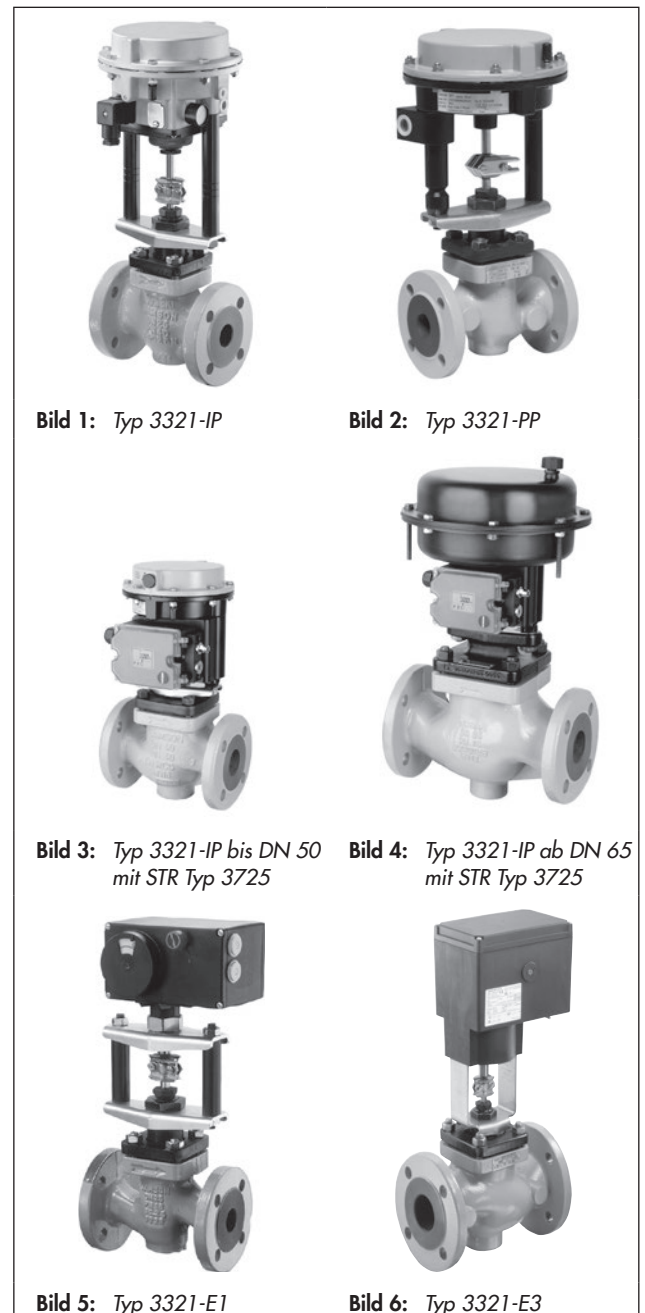 Bild 1: Typ 3321-IP
Bild 2: Typ 3321-PP
Bild 3: Typ 3321-IP bis DN 50
mit STR Typ 3725
Bild 4: Typ 3321-IP ab DN 65
mit STR Typ 3725
Bild 5: Typ 3321-E1
Bild 6: Typ 3321-E3